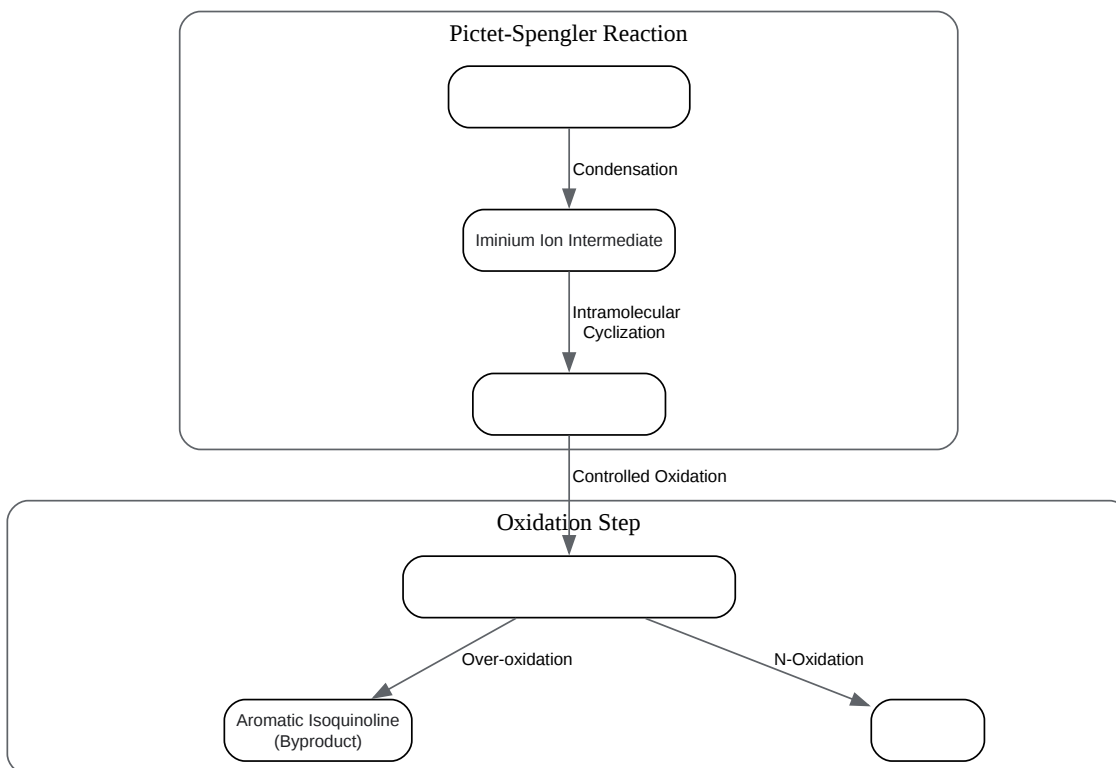 Pictet-Spengler Reaction
Condensation
Iminium Ion Intermediate
Intramolecular
Cyclization
Controlled Oxidation
Oxidation Step
Over-oxidation
N-Oxidation
Aromatic Isoquinoline
(Byproduct)